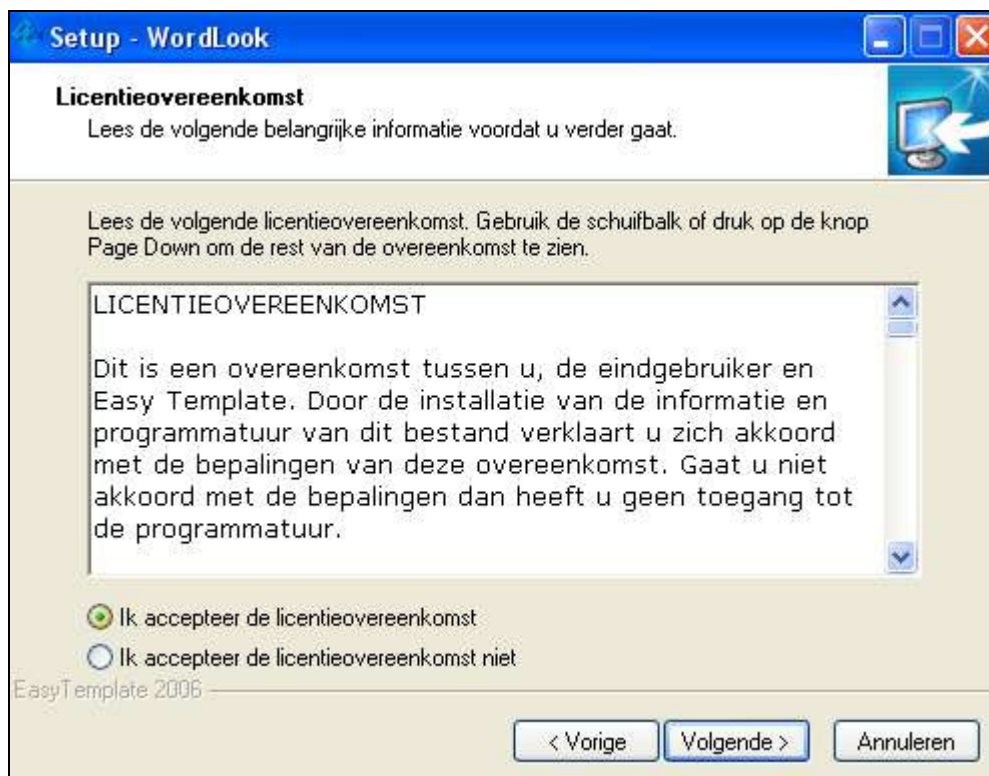 Setup - WordLook
Licentieovereenkomst
Lees de volgende belangrijke informatie voordat u verder gaat.
Lees de volgende licentieovereenkomst. Gebruik de schuifbalk of druk op de knop
Page Down om de rest van de overeenkomst te zien.
LICENTIEOVEREENKOMST
Dit is een overeenkomst tussen u, de eindgebruiker en
Easy Template. Door de installatie van de informatie en
programmatuur van dit bestand verklaart u zich akkoord
met de bepalingen van deze overeenkomst. Gaat u niet
akkoord met de bepalingen dan heeft u geen toegang tot
de programmatuur.
Ik accepteer de licentieovereenkomst
Ik accepteer de licentieovereenkomst niet
EasyTemplate 2006
< Vorige Volgende > Annuleren